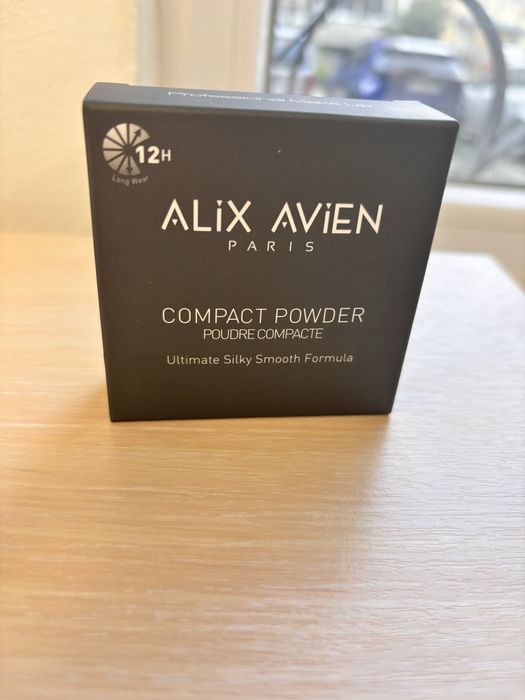 Professional Make Up
12H
Long Wear
ALiX AViEN
PARIS
COMPACT POWDER
POUDRE COMPACTE
Ultimate Silky Smooth Formula